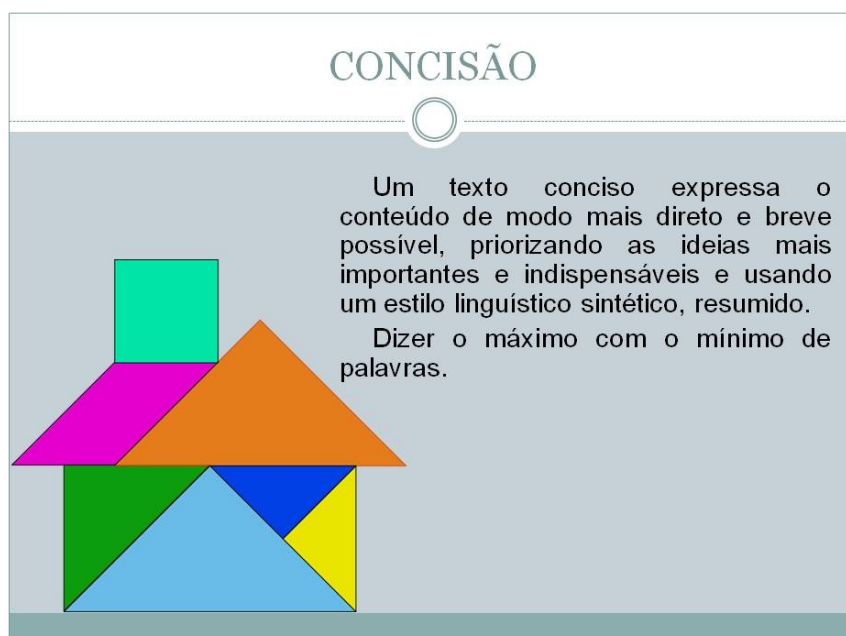 CONCISÃO
Um texto conciso expressa o
conteúdo de modo mais direto e breve
possível, priorizando as ideias mais
importantes e indispensáveis e usando
um estilo linguístico sintético, resumido.
Dizer o máximo com o mínimo de
palavras.